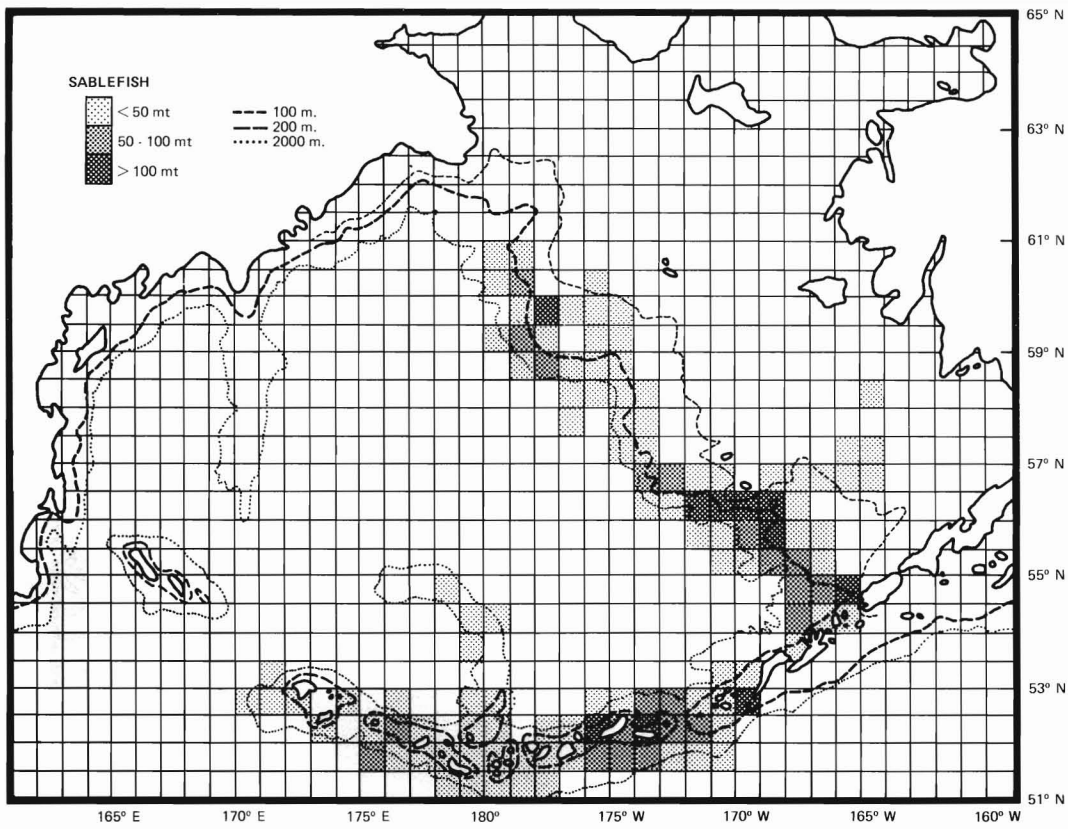 65° N
SABLEFISH
< 50 mt
50 - 100 mt
> 100 mt
100 m.
200 m.
2000 m.
63° N
61° N
59° N
57° N
55° N
53° N
51° N
165° E
170° E
175° E
180°
175° W
170° W
165° W
160° W